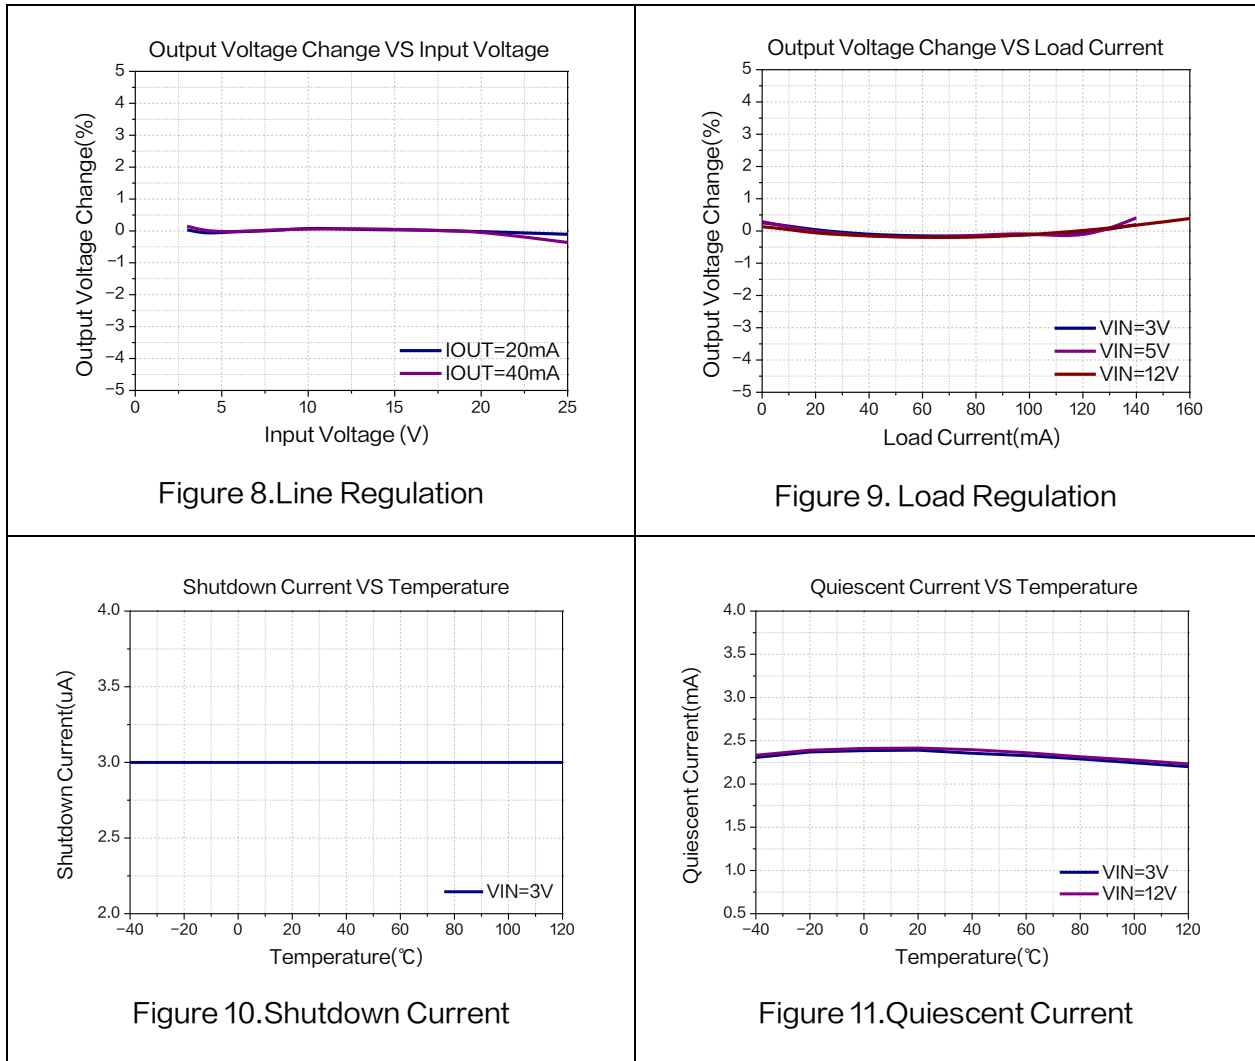 Output Voltage Change VS Input Voltage
5
4
3
2
1
0
−1
−2
−3
−4
−5
Output Voltage Change(%)
IOUT=20mA
IOUT=40mA
0 5 10 15 20 25
Input Voltage (V)
Figure 8.Line Regulation
Output Voltage Change VS Load Current
5
4
3
2
1
0
−1
−2
−3
−4
−5
Output Voltage Change(%)
VIN=3V
VIN=5V
VIN=12V
0 20 40 60 80 100 120 140 160
Load Current(mA)
Figure 9. Load Regulation
Shutdown Current VS Temperature
4.0
3.5
3.0
2.5
2.0
Shutdown Current(uA)
VIN=3V
−40 −20 0 20 40 60 80 100 120
Temperature(℃)
Figure 10.Shutdown Current
Quiescent Current VS Temperature
4.0
3.5
3.0
2.5
2.0
1.5
1.0
0.5
Quiescent Current(mA)
VIN=3V
VIN=12V
−40 −20 0 20 40 60 80 100 120
Temperature(℃)
Figure 11.Quiescent Current